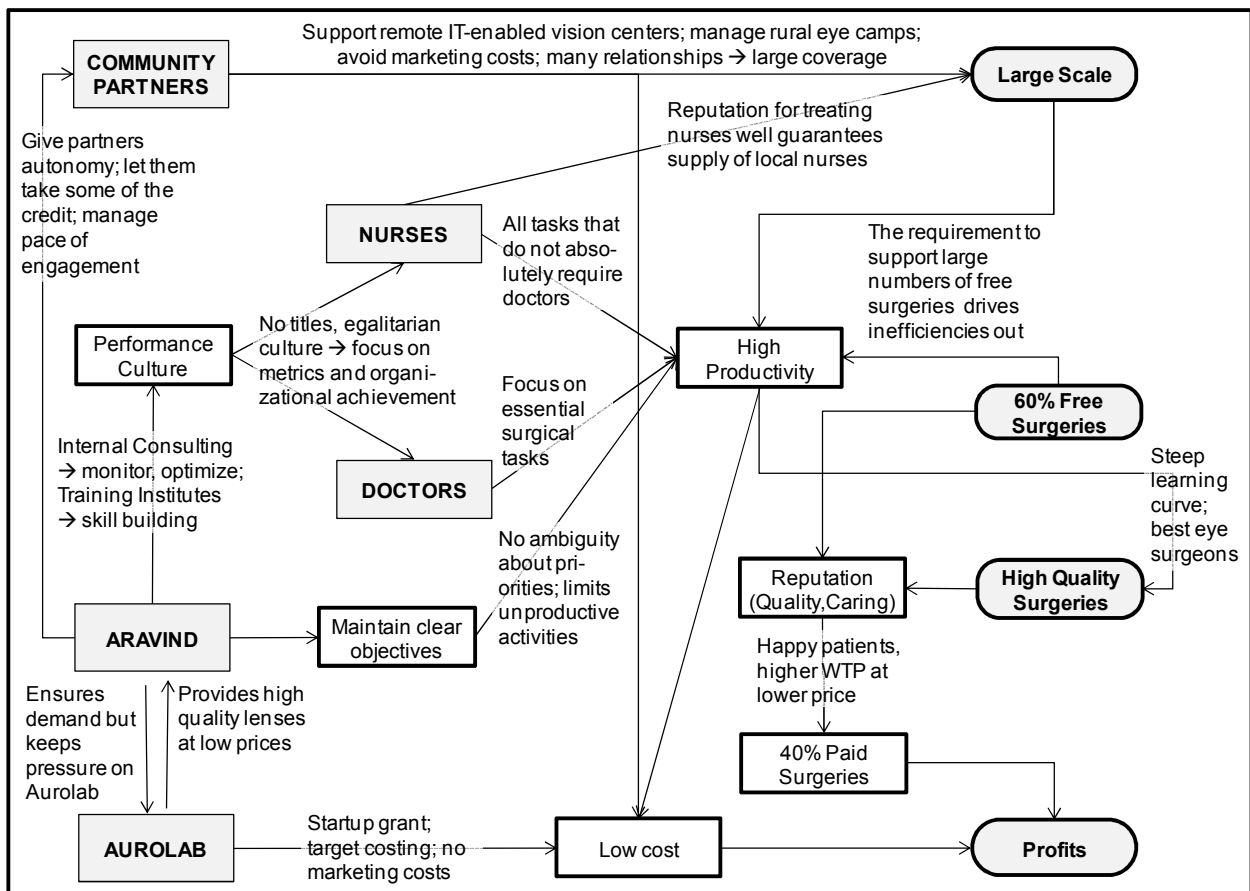 Support remote IT-enabled vision centers; manage rural eye camps;
avoid marketing costs; many relationships → large coverage
COMMUNITY
PARTNERS
Large Scale
Give partners
autonomy; let them
take some of the
credit; manage
pace of
engagement
Reputation for treating
nurses well guarantees
supply of local nurses
NURSES
All tasks that
do not abso-
lutely require
doctors
The requirement to
support large
numbers of free
surgeries drives
inefficiencies out
Performance
Culture
No titles, egalitarian
culture → focus on
metrics and organi-
zational achievement
High
Productivity
Focus on
essential
surgical
tasks
60% Free
Surgeries
Internal Consulting
→ monitor, optimize;
Training Institutes
→ skill building
DOCTORS
Steep
learning
curve;
best eye
surgeons
No ambiguity
about pri-
orities; limits
unproductive
activities
Reputation
(Quality,Caring)
High Quality
Surgeries
ARAVIND
Maintain clear
objectives
Happy patients,
higher WTP at
lower price
Ensures
demand but
keeps
pressure on
Aurolab
Provides high
quality lenses
at low prices
40% Paid
Surgeries
AUROLAB
Startup grant;
target costing; no
marketing costs
Low cost
Profits